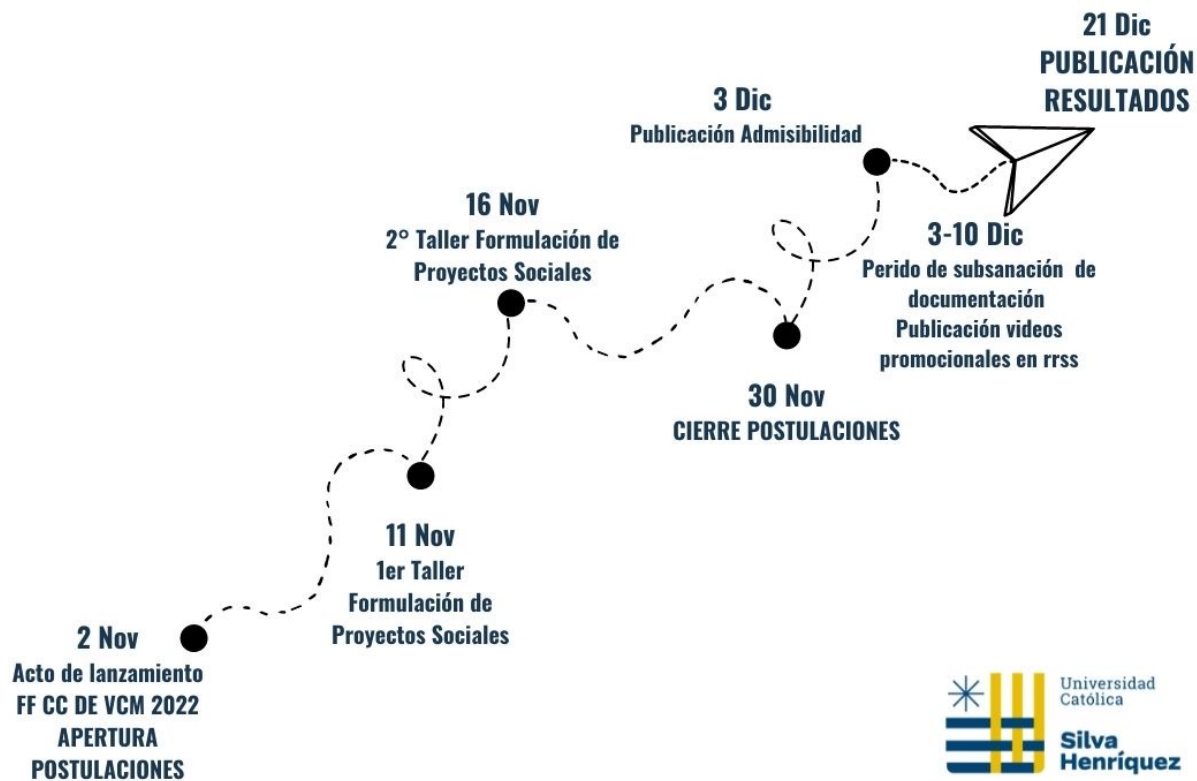 21 Dic
PUBLICACIÓN
RESULTADOS
3 Dic
Publicación Admisibilidad
16 Nov
2° Taller Formulación de
Proyectos Sociales
3-10 Dic
Perido de subsanación de
documentación
Publicación videos
promocionales en rrss
30 Nov
CIERRE POSTULACIONES
11 Nov
1er Taller
Formulación de
Proyectos Sociales
2 Nov
Acto de lanzamiento
FF CC DE VCM 2022
APERTURA
POSTULACIONES
Universidad
Católica
Silva
Henríquez